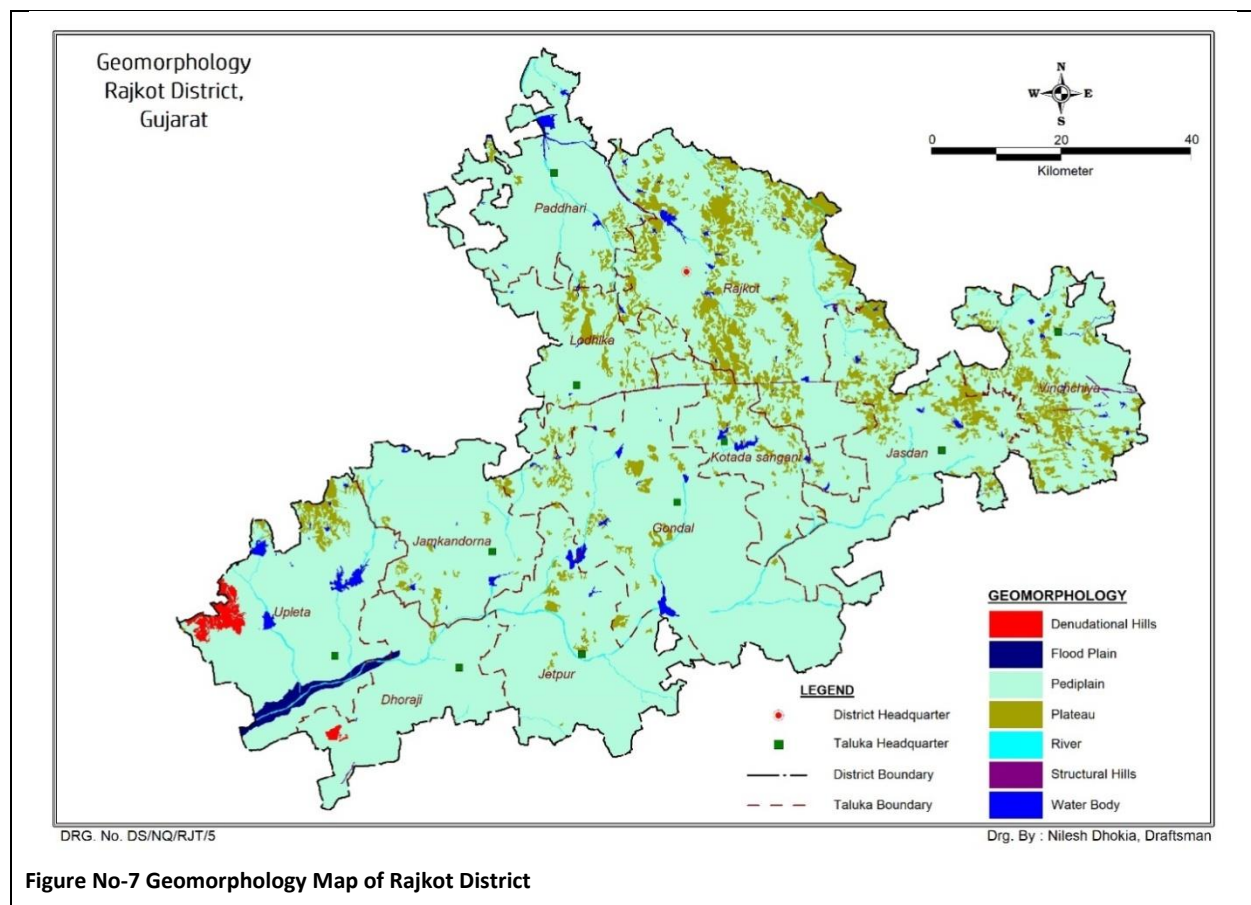 Geomorphology
Rajkot District,
Gujarat
N
W E
S
0 20 40
Kilometer
Paddhari
Rajkot
Lodhika
Vinchchiya
Kotada sangani
Jasdan
Gondal
Jamkandorna
Upleta
Jetpur
Dhoraji
GEOMORPHOLOGY
Denudational Hills
Flood Plain
Pediplain
Plateau
River
Structural Hills
Water Body
LEGEND
District Headquarter
Taluka Headquarter
District Boundary
Taluka Boundary
DRG. No. DS/NQ/RJT/5
Drg. By : Nilesh Dhokia, Draftsman
Figure No-7 Geomorphology Map of Rajkot District